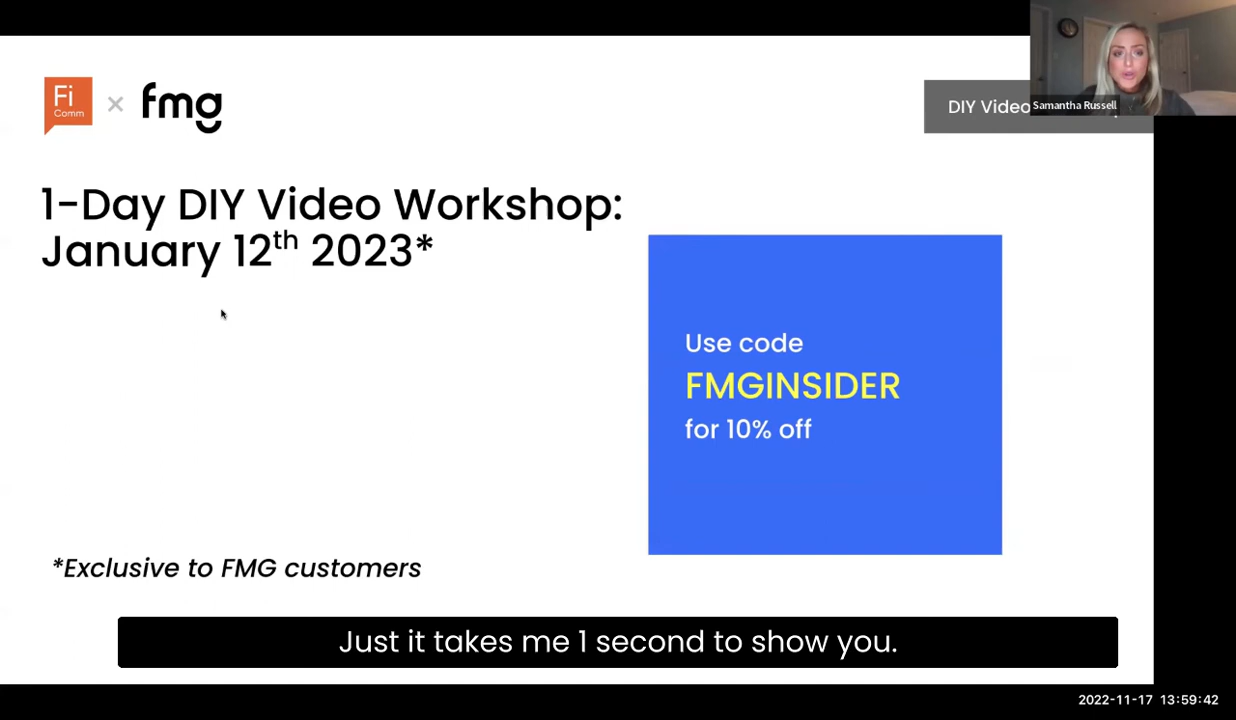 Fi
Comm
×
fmg
DIY Video
Samantha Russell
1-Day DIY Video Workshop:
January 12th 2023*
Use code
FMGINSIDER
for 10% off
*Exclusive to FMG customers
Just it takes me 1 second to show you.
2022-11-17 13:59:42